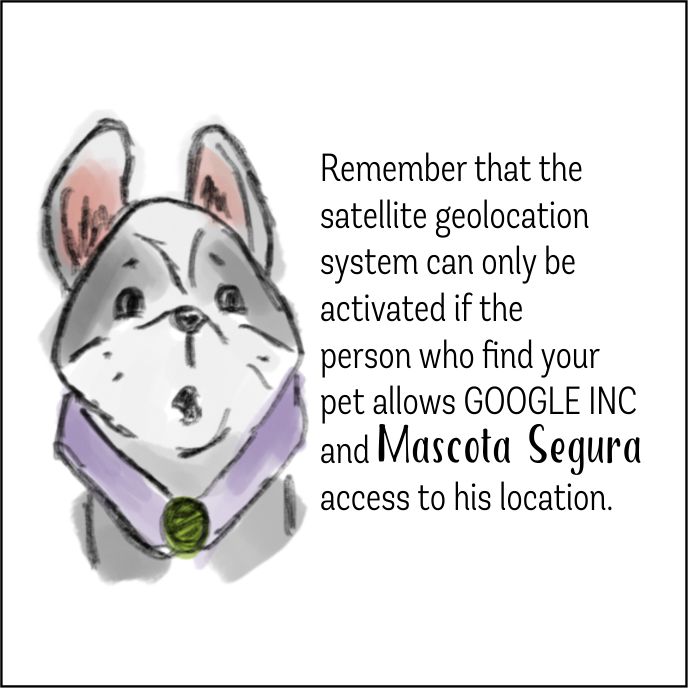 Remember that the
satellite geolocation
system can only be
activated if the
person who find your
pet allows GOOGLE INC
and Mascota Segura
access to his location.